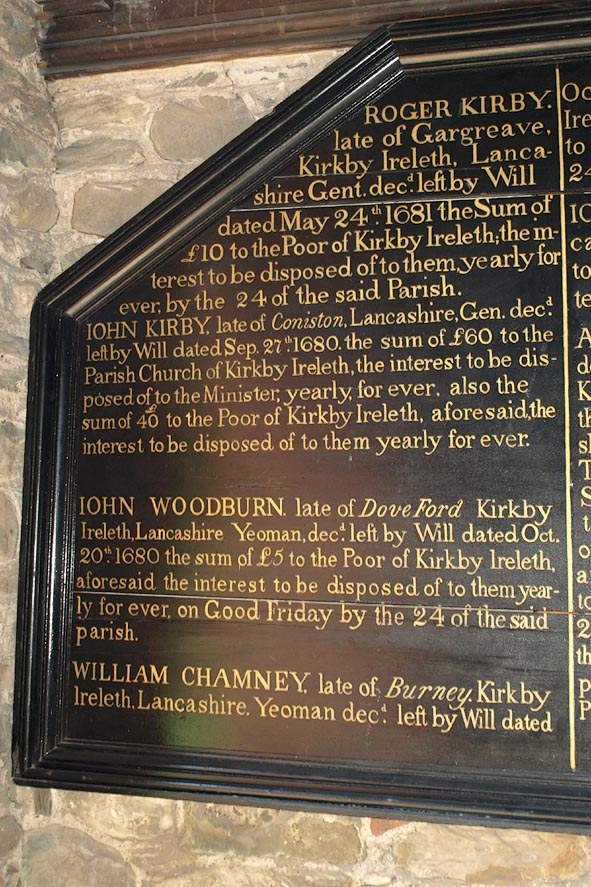 ROGER KIRBY.
late of Gargreave,
Kirkby Ireleth, Lanca-
shire Gent. decd. left by Will
dated May 24th 1681 the Sum of
£10 to the Poor of Kirkby Ireleth, the in-
terest to be disposed of to them, yearly for
ever, by the 24 of the said Parish.
IOHN KIRBY, late of Coniston, Lancashire, Gen. decd.
left by Will dated Sep. 27th. 1680. the sum of £60 to the
Parish Church of Kirkby Ireleth, the interest to be dis-
posed of to the Minister, yearly, for ever. also the
sum of £40 to the Poor of Kirkby Ireleth, aforesaid, the
interest to be disposed of to them yearly for ever.
IOHN WOODBURN. late of Dove Ford Kirkby
Ireleth, Lancashire Yeoman, decd. left by Will dated Oct.
20th. 1680 the sum of £5 to the Poor of Kirkby Ireleth,
aforesaid the interest to be disposed of to them year-
ly for ever, on Good Friday by the 24 of the said
parish.
WILLIAM CHAMNEY, late of Burney, Kirkby
Ireleth, Lancashire. Yeoman decd. left by Will dated